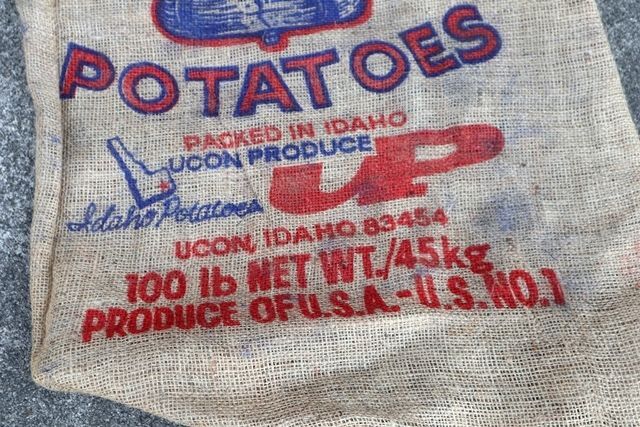 POTATOES
PACKED IN IDAHO
UCON PRODUCE
UP
Idaho Potatoes
UCON, IDAHO 83454
100 lb NET WT./45kg
PRODUCE OF U.S.A.-U.S. NO.1